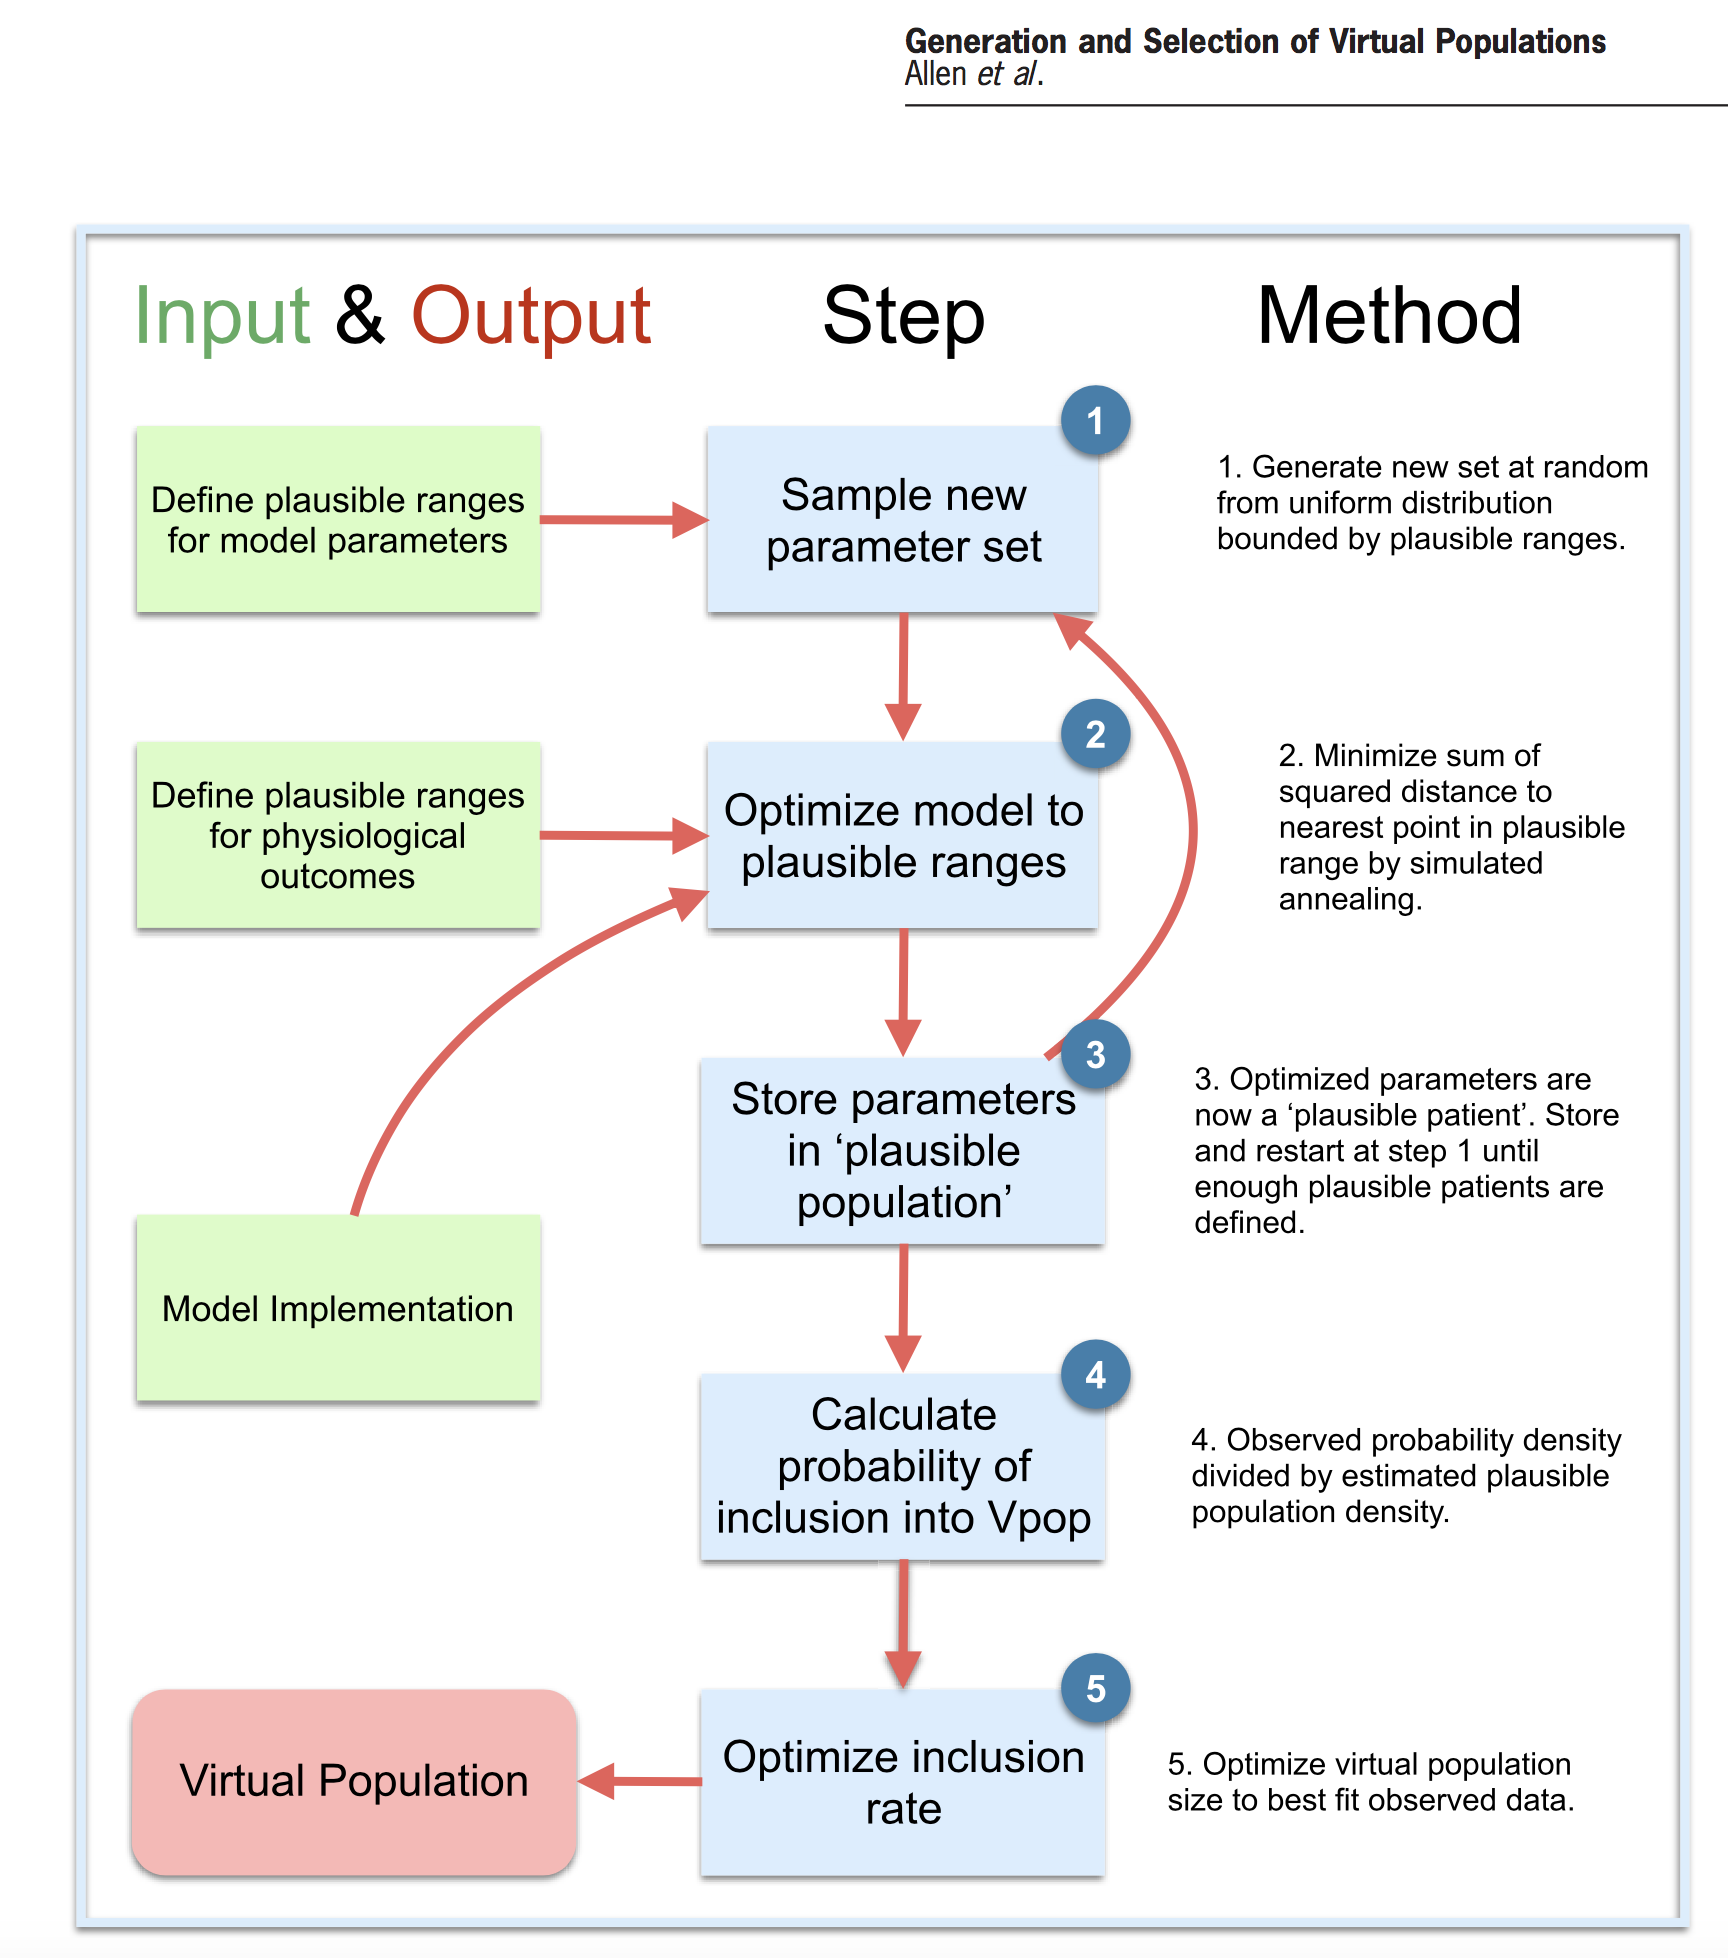 Generation and Selection of Virtual Populations
Allen et al.
Input & Output
Step
Method
Define plausible ranges
for model parameters
1
Sample new
parameter set
1. Generate new set at random
from uniform distribution
bounded by plausible ranges.
Define plausible ranges
for physiological
outcomes
2
Optimize model to
plausible ranges
2. Minimize sum of
squared distance to
nearest point in plausible
range by simulated
annealing.
3
Store parameters
in ‘plausible
population’
3. Optimized parameters are
now a ‘plausible patient’. Store
and restart at step 1 until
enough plausible patients are
defined.
Model Implementation
4
Calculate
probability of
inclusion into Vpop
4. Observed probability density
divided by estimated plausible
population density.
Virtual Population
5
Optimize inclusion
rate
5. Optimize virtual population
size to best fit observed data.